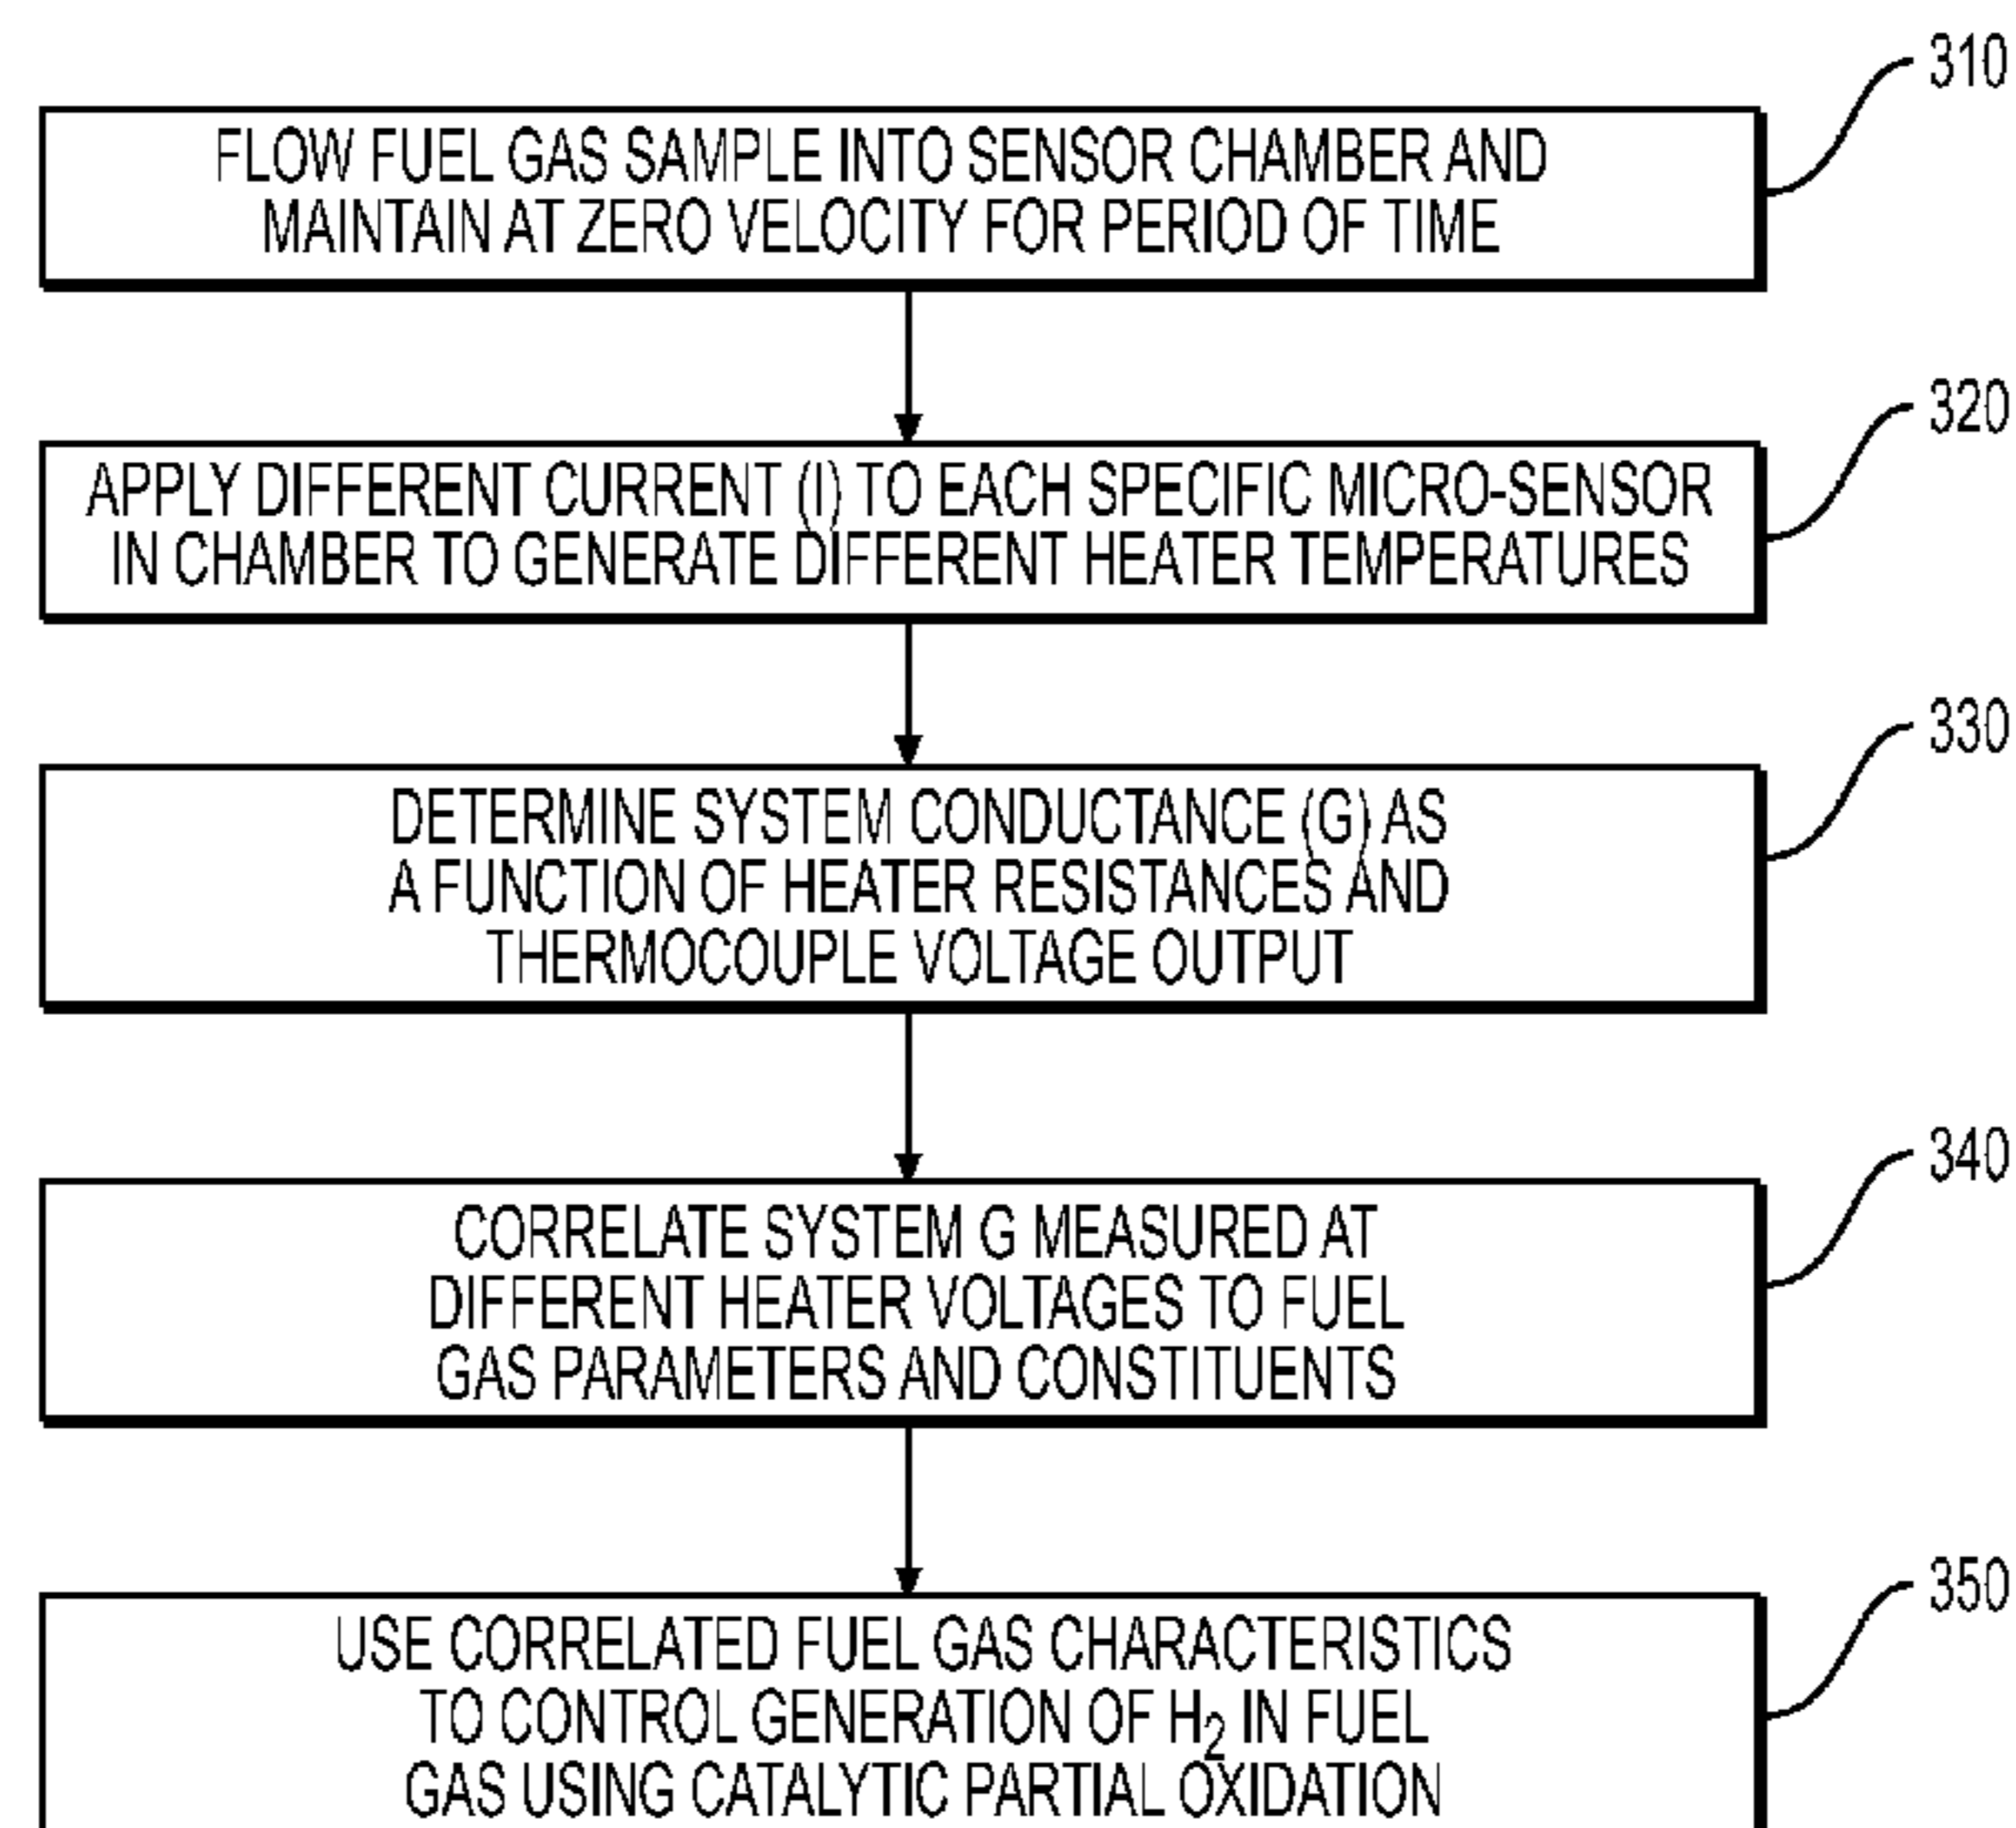 310
FLOW FUEL GAS SAMPLE INTO SENSOR CHAMBER AND
MAINTAIN AT ZERO VELOCITY FOR PERIOD OF TIME
320
APPLY DIFFERENT CURRENT (I) TO EACH SPECIFIC MICRO-SENSOR
IN CHAMBER TO GENERATE DIFFERENT HEATER TEMPERATURES
330
DETERMINE SYSTEM CONDUCTANCE (G) AS
A FUNCTION OF HEATER RESISTANCES AND
THERMOCOUPLE VOLTAGE OUTPUT
340
CORRELATE SYSTEM G MEASURED AT
DIFFERENT HEATER VOLTAGES TO FUEL
GAS PARAMETERS AND CONSTITUENTS
350
USE CORRELATED FUEL GAS CHARACTERISTICS
TO CONTROL GENERATION OF H₂ IN FUEL
GAS USING CATALYTIC PARTIAL OXIDATION